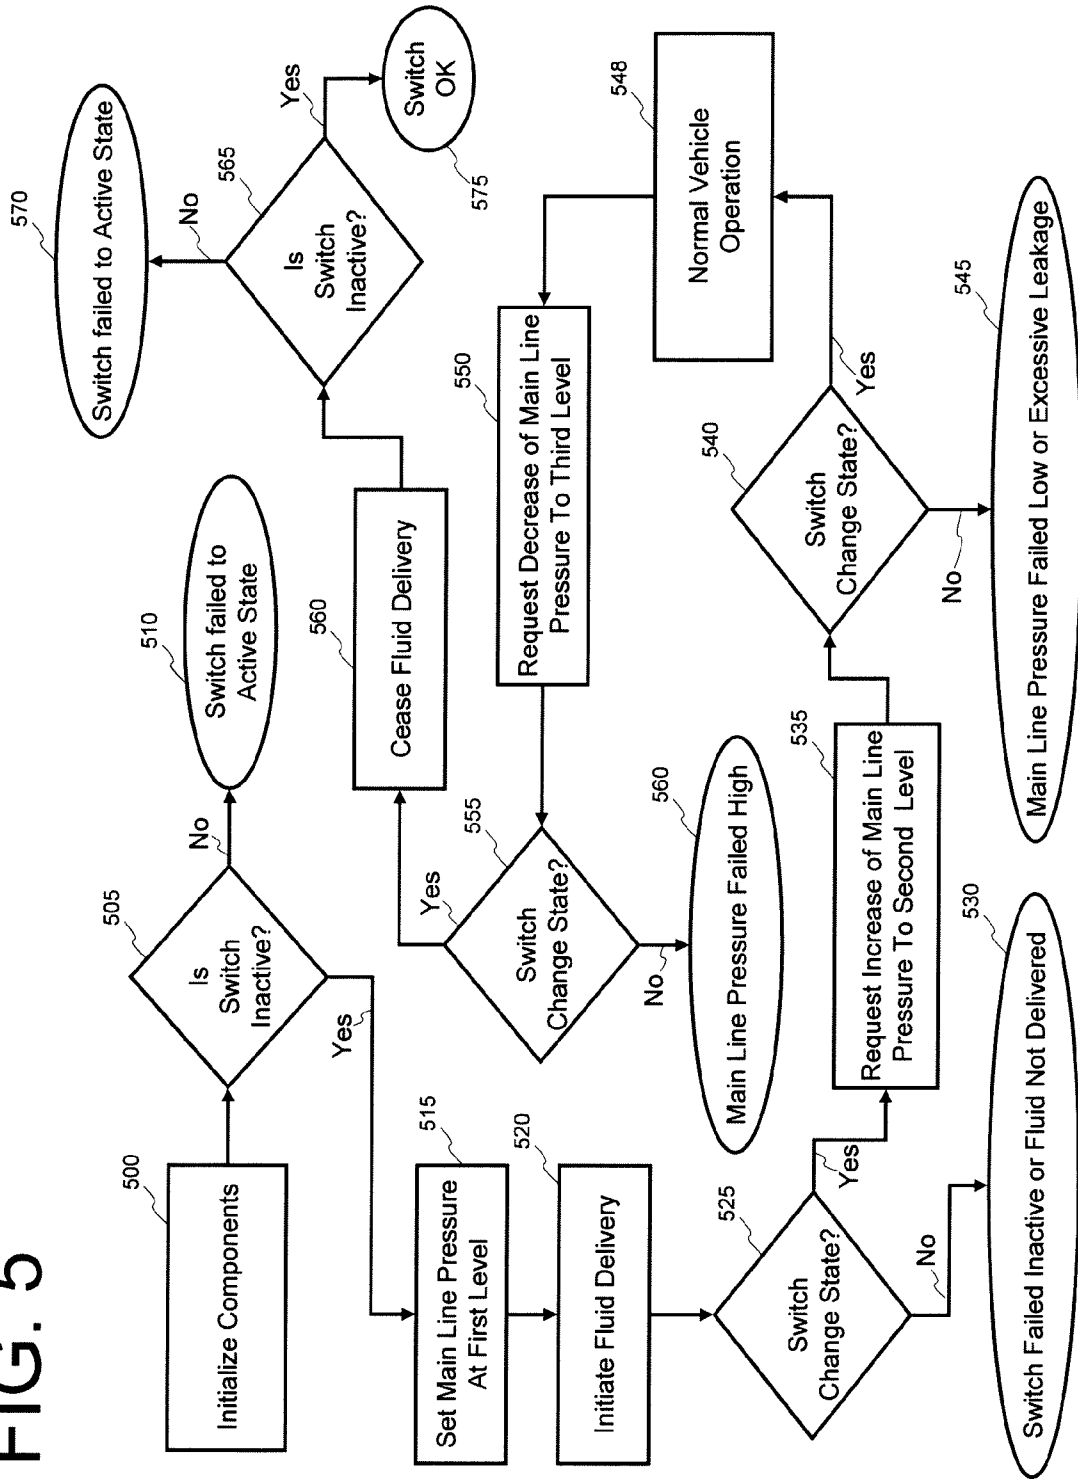 FIG. 5
500
Initialize Components
505
Is
Switch
Inactive?
No
510
Switch failed to
Active State
Yes
515
Set Main Line Pressure
At First Level
520
Initiate Fluid Delivery
525
Switch
Change State?
No
530
Switch Failed Inactive or Fluid Not Delivered
Yes
535
Request Increase of Main Line
Pressure To Second Level
540
Switch
Change State?
No
545
Main Line Pressure Failed Low or Excessive Leakage
Yes
548
Normal Vehicle
Operation
550
Request Decrease of Main Line
Pressure To Third Level
555
Switch
Change State?
No
560
Main Line Pressure Failed High
Yes
560
Cease Fluid Delivery
565
Is
Switch
Inactive?
No
570
Switch failed to Active State
Yes
575
Switch
OK